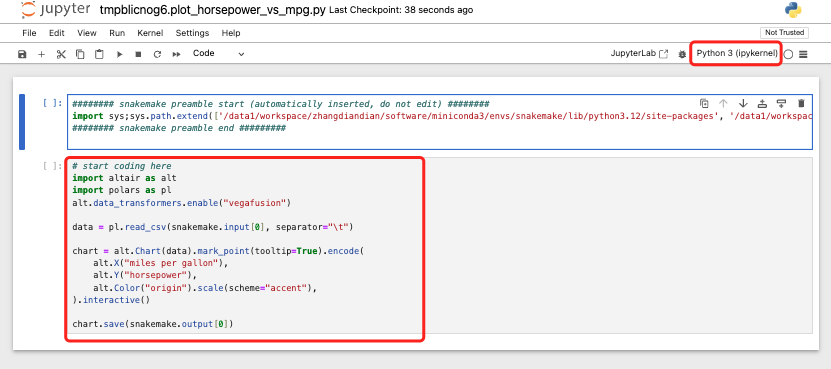 jupyter tmpblicnog6.plot_horsepower_vs_mpg.py Last Checkpoint: 38 seconds ago
File Edit View Run Kernel Settings Help Not Trusted
Code JupyterLab Python 3 (ipykernel)
[ ]: ######## snakemake preamble start (automatically inserted, do not edit) ########
import sys;sys.path.extend(['/data1/workspace/zhangdiandian/software/miniconda3/envs/snakemake/lib/python3.12/site-packages', '/data1/workspac
######## snakemake preamble end #########
[ ]: # start coding here
import altair as alt
import polars as pl
alt.data_transformers.enable("vegafusion")
data = pl.read_csv(snakemake.input[0], separator="\t")
chart = alt.Chart(data).mark_point(tooltip=True).encode(
    alt.X("miles per gallon"),
    alt.Y("horsepower"),
    alt.Color("origin").scale(scheme="accent"),
).interactive()
chart.save(snakemake.output[0])